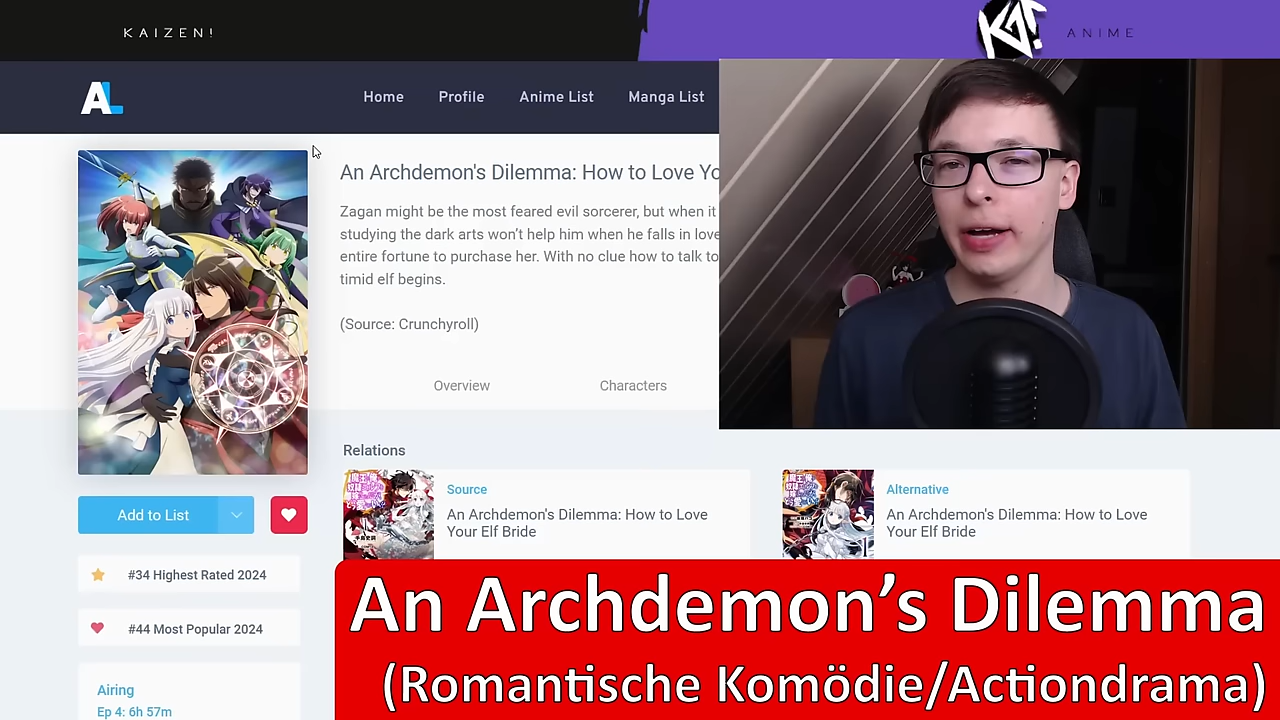 KAIZEN!
KA!
ANIME
AL
Home Profile Anime List Manga List
An Archdemon's Dilemma: How to Love Yo
Zagan might be the most feared evil sorcerer, but when it
studying the dark arts won't help him when he falls in love
entire fortune to purchase her. With no clue how to talk to
timid elf begins.
(Source: Crunchyroll)
Overview Characters
Relations
Source
An Archdemon's Dilemma: How to Love
Your Elf Bride
Alternative
An Archdemon's Dilemma: How to Love
Your Elf Bride
Add to List
#34 Highest Rated 2024
#44 Most Popular 2024
Airing
Ep 4: 6h 57m
An Archdemon’s Dilemma
(Romantische Komödie/Actiondrama)